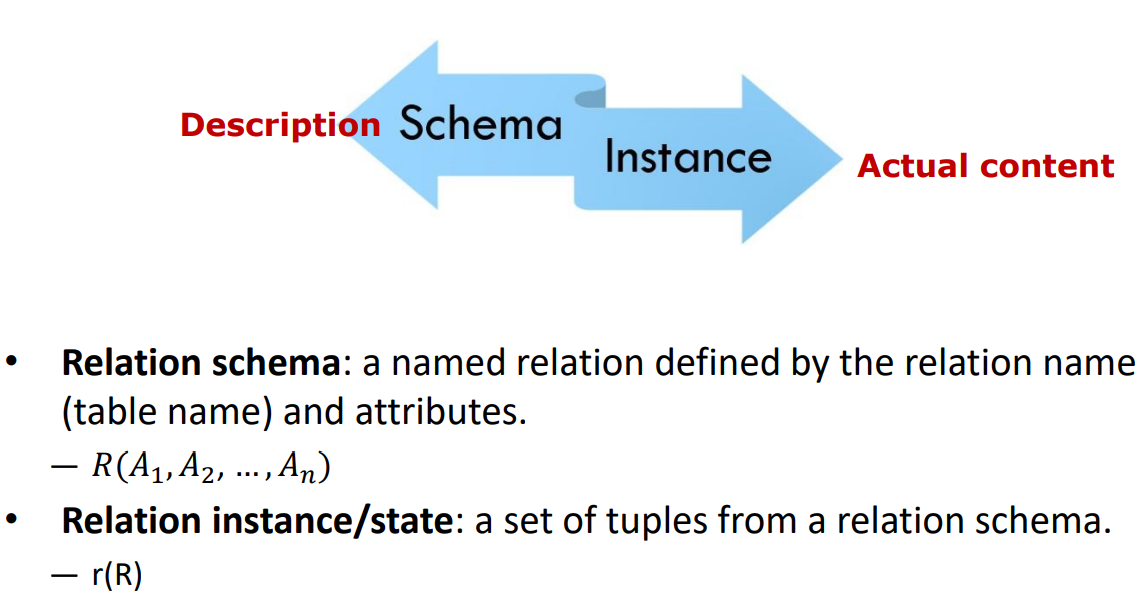 Description
Schema
Instance
Actual content
• Relation schema: a named relation defined by the relation name
(table name) and attributes.
— R(A₁, A₂, … , Aₙ)
• Relation instance/state: a set of tuples from a relation schema.
— r(R)